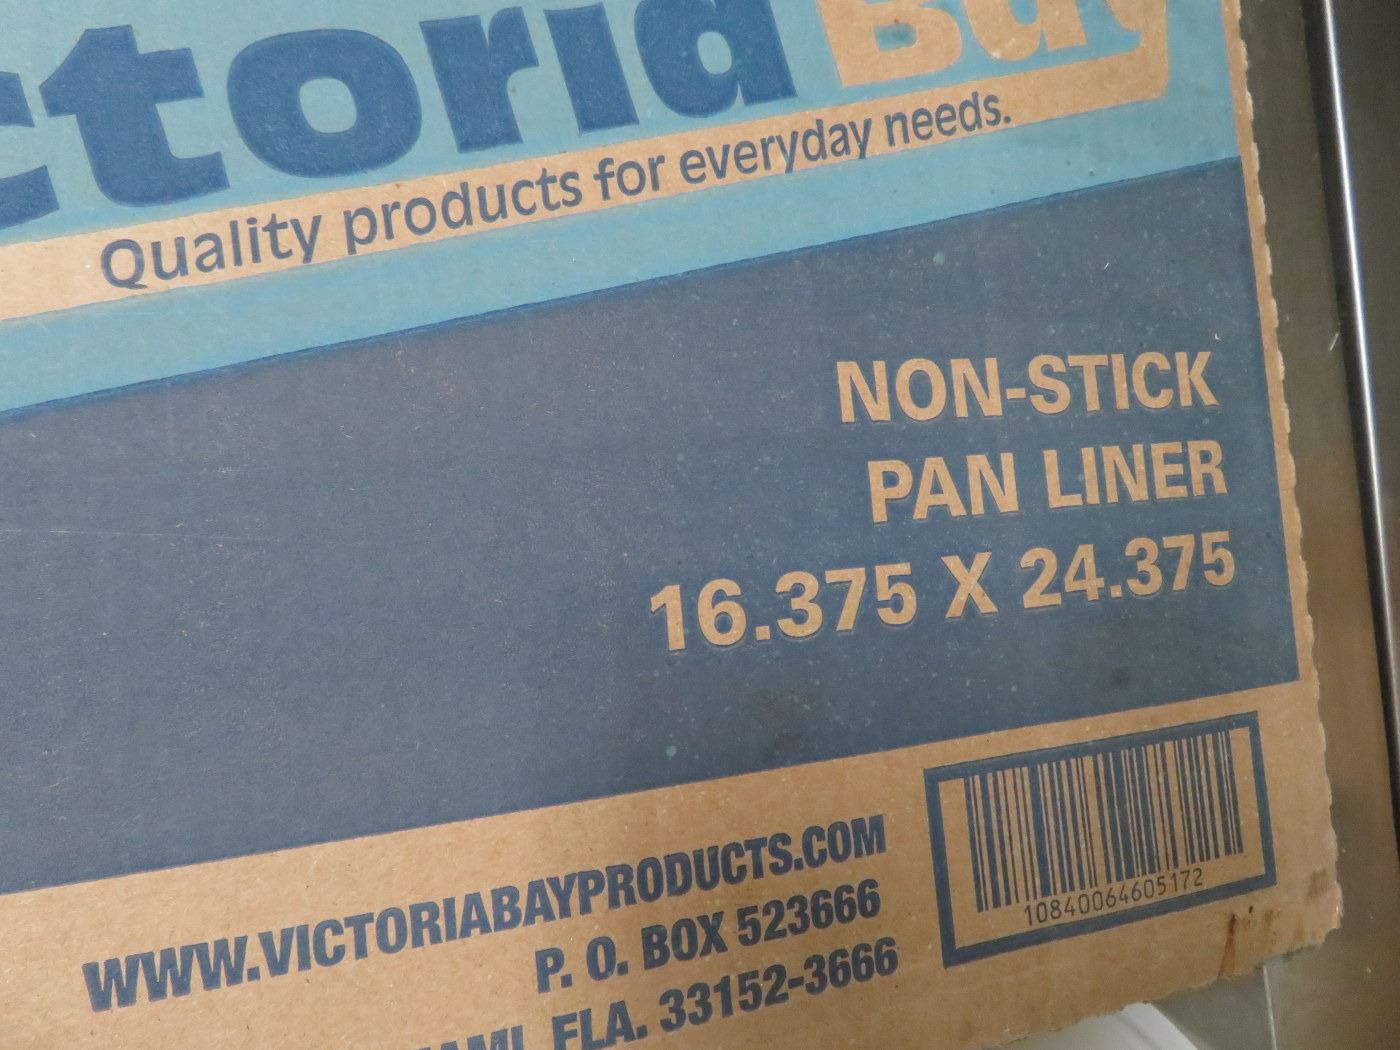 ctoria Bay
Quality products for everyday needs.
NON-STICK
PAN LINER
16.375 X 24.375
WWW.VICTORIABAYPRODUCTS.COM
P. O. BOX 523666
AMI, FLA. 33152-3666
10840064605172